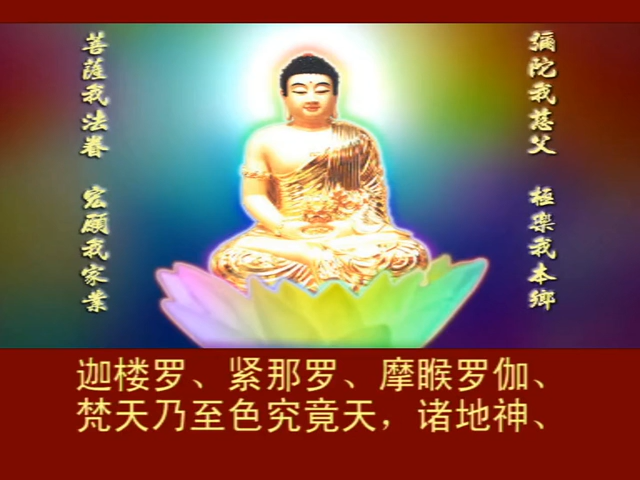 彌陀我慈父 極樂我本鄉
菩薩我法眷 宏願我家業
迦楼罗、紧那罗、摩睺罗伽、
梵天乃至色究竟天，诸地神、